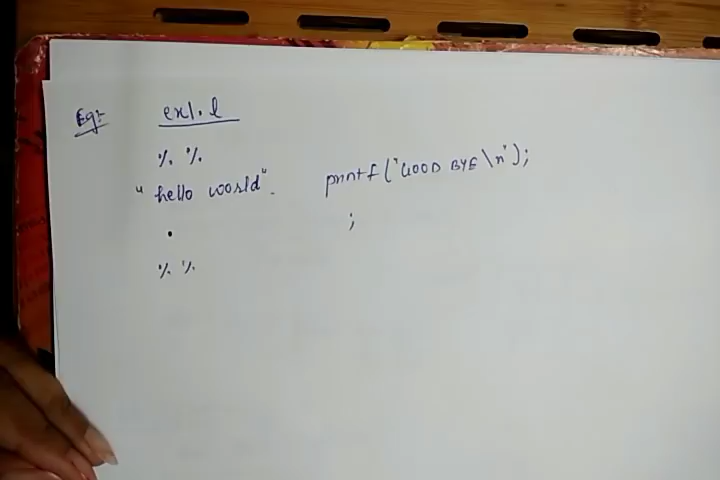 Eg:-
ex1.l
%%
"hello world". printf("GOOD BYE\n");
. ;
%%